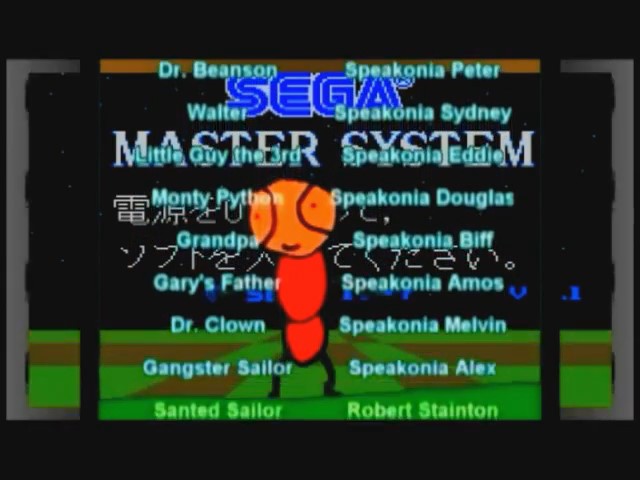 Dr. Beanson Speakonia Peter
SEGA®
Walter Speakonia Sydney
MASTER SYSTEM
Little Guy the 3rd Speakonia Eddie
Monty Python Speakonia Douglas
電源を
Grandpa Speakonia Biff
ソフトを てください。
Gary's Father Speakonia Amos
Dr. Clown Speakonia Melvin
Gangster Sailor Speakonia Alex
Santed Sailor Robert Stainton